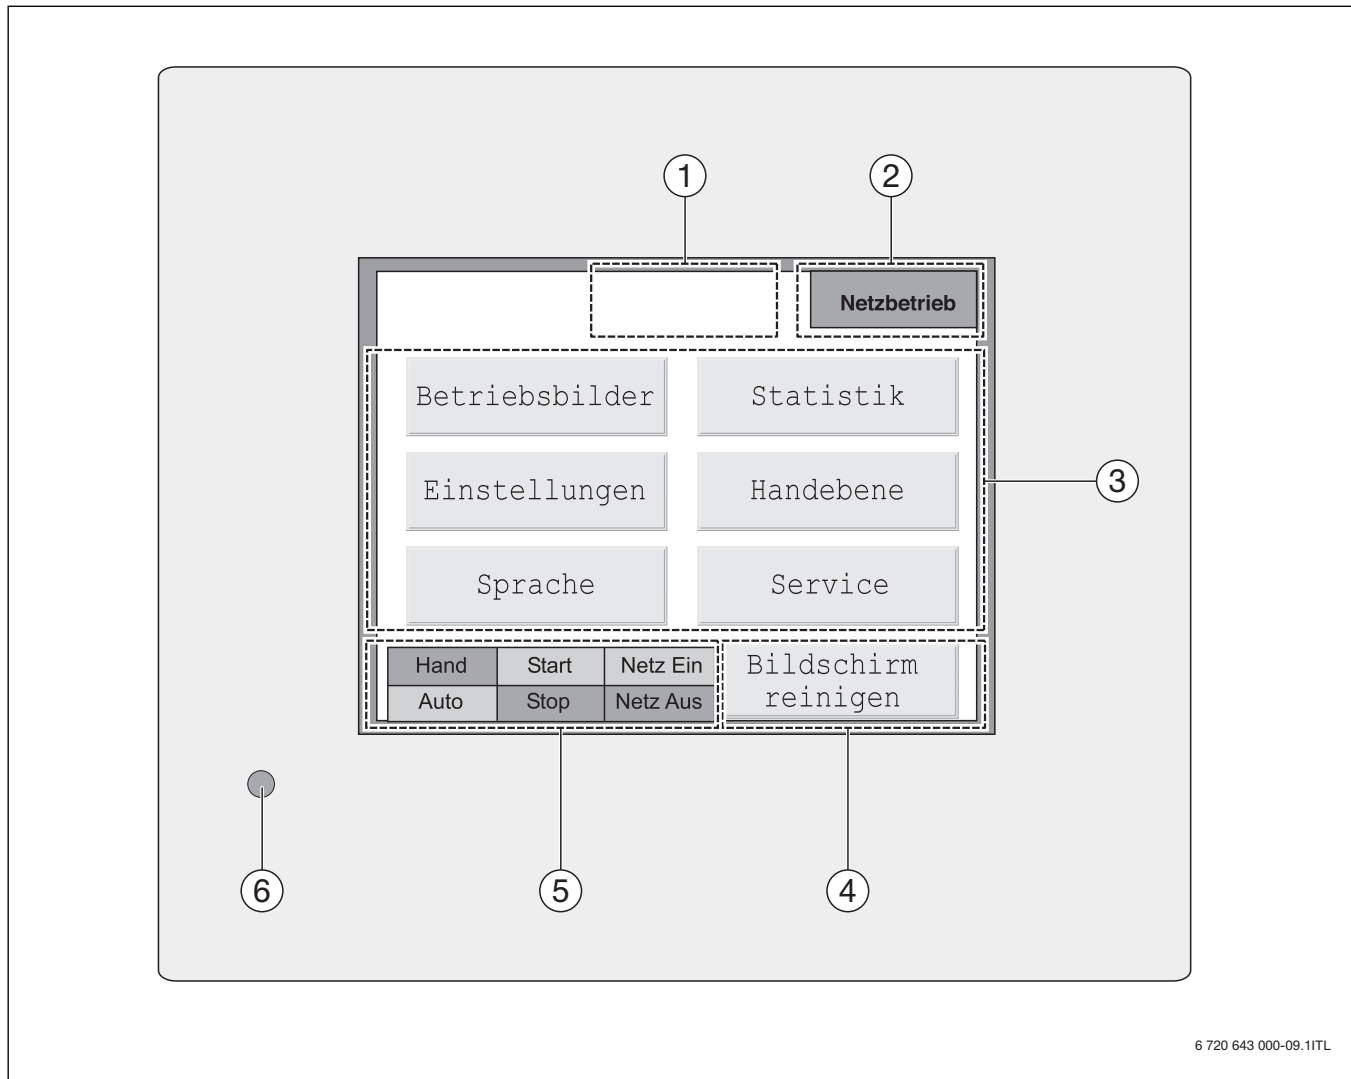 1 2
Netzbetrieb
Betriebsbilder Statistik
Einstellungen Handebene
3
Sprache Service
Hand Start Netz Ein
Auto Stop Netz Aus
Bildschirm
reinigen
6 5 4
6 720 643 000-09.1ITL